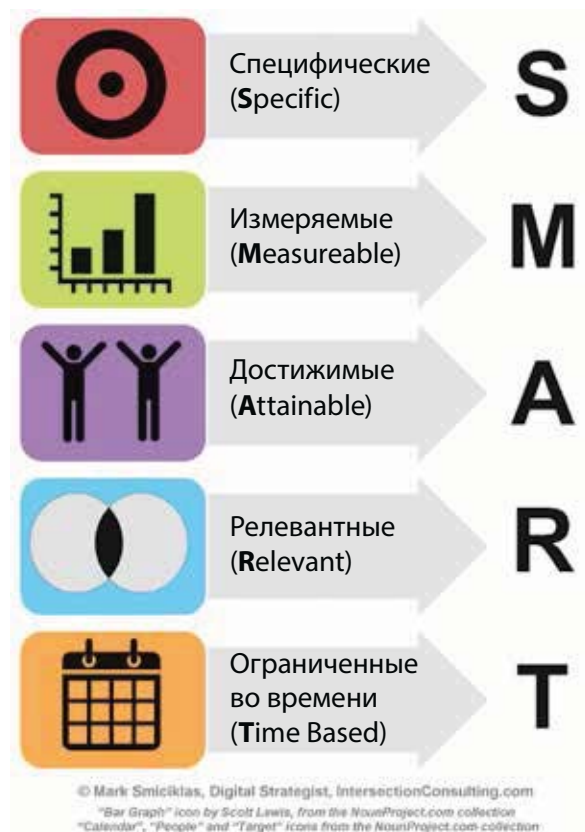 Специфические
(Specific)
S
Измеряемые
(Measureable)
M
Достижимые
(Attainable)
A
Релевантные
(Relevant)
R
Ограниченные
во времени
(Time Based)
T
© Mark Smiciklas, Digital Strategist, IntersectionConsulting.com
"Bar Graph" icon by Scott Lewis, from the NounProject.com collection
"Calendar", "People" and "Target" icons from the NounProject.com collection